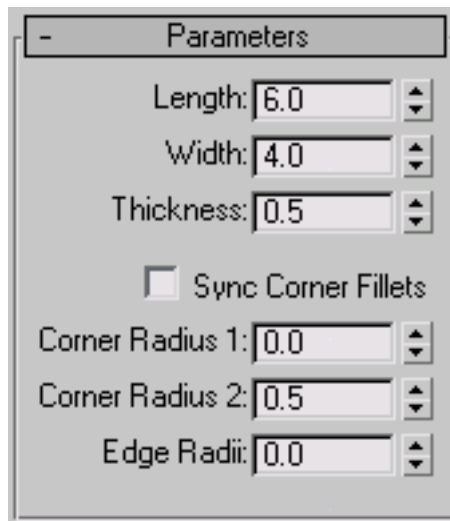 - Parameters
Length: 6.0
Width: 4.0
Thickness: 0.5
Sync Corner Fillets
Corner Radius 1: 0.0
Corner Radius 2: 0.5
Edge Radii: 0.0